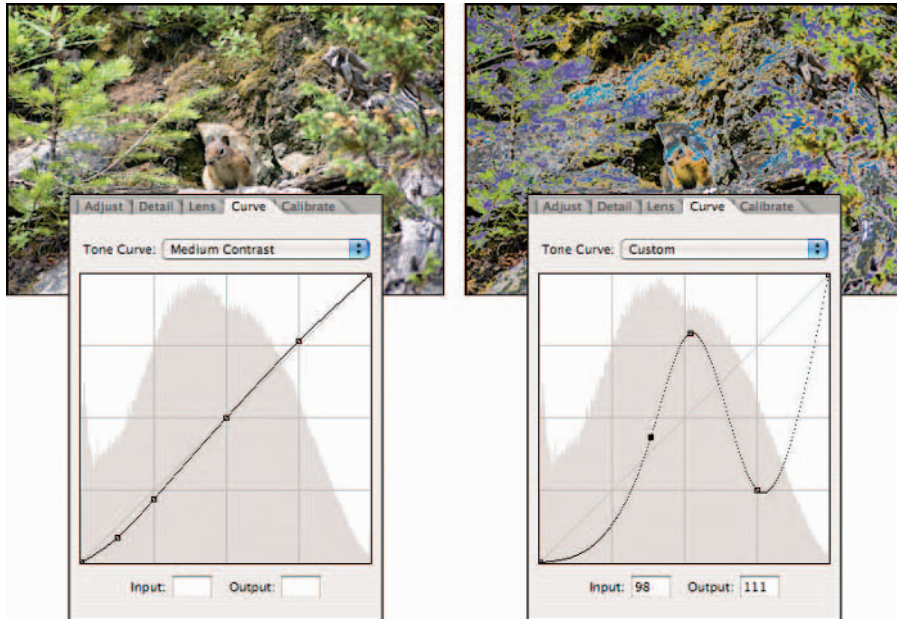 Adjust Detail Lens Curve Calibrate
Tone Curve: Medium Contrast
Input: Output:
Adjust Detail Lens Curve Calibrate
Tone Curve: Custom
Input: 98 Output: 111